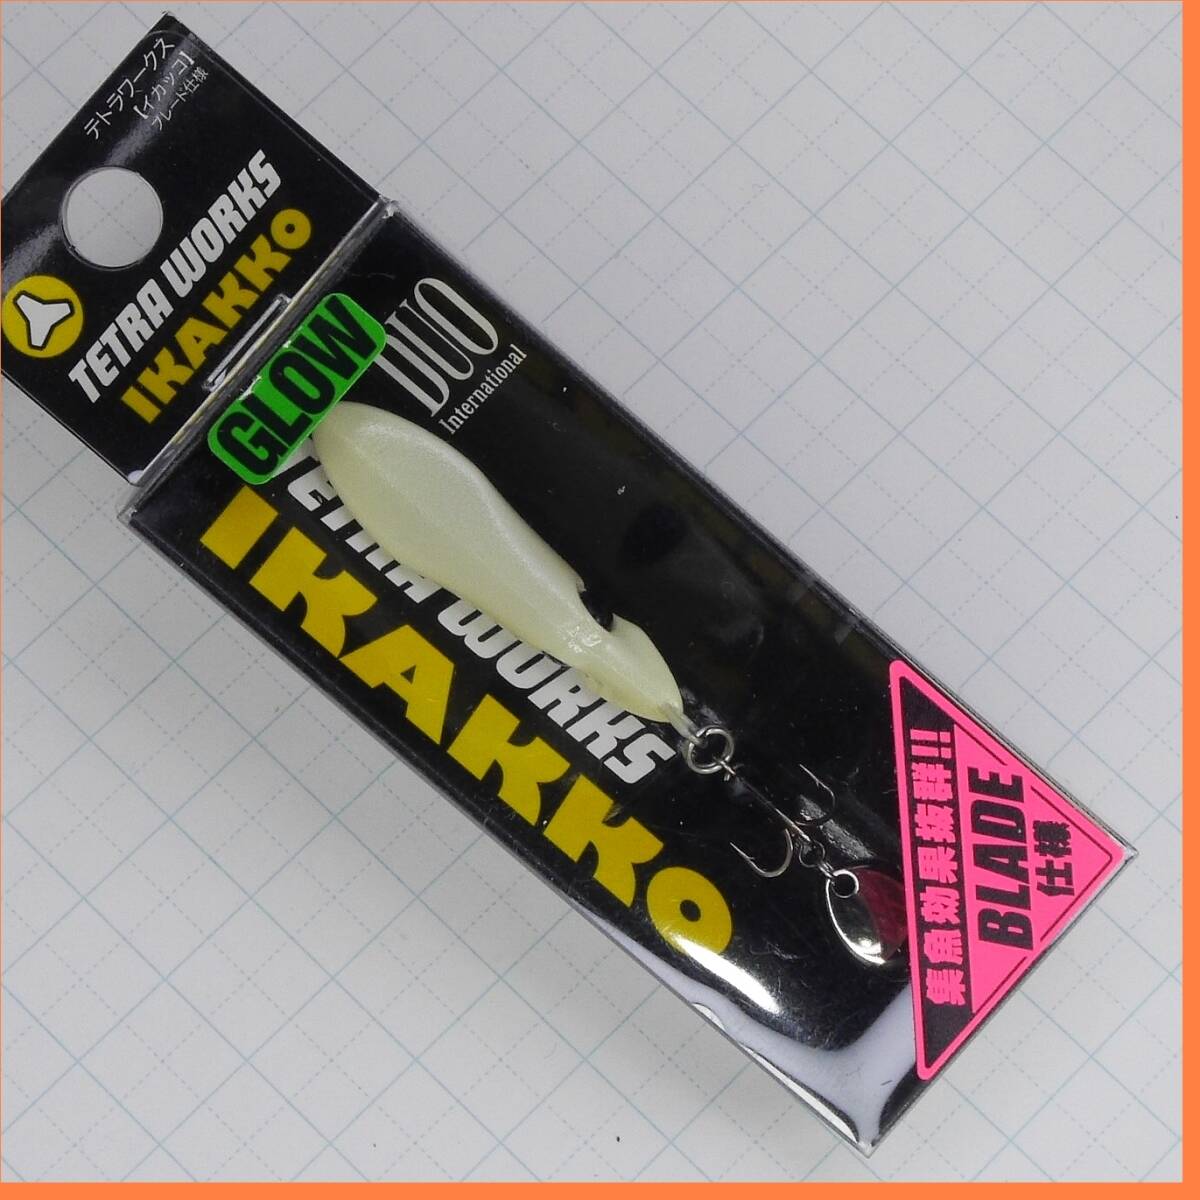 テトラワークス
【イカッコ】
ブレード仕様
TETRA WORKS
IKAKKO
GLOW
DUO
International
TETRA WORKS
IKAKKO
集魚効果抜群!!
BLADE
仕様